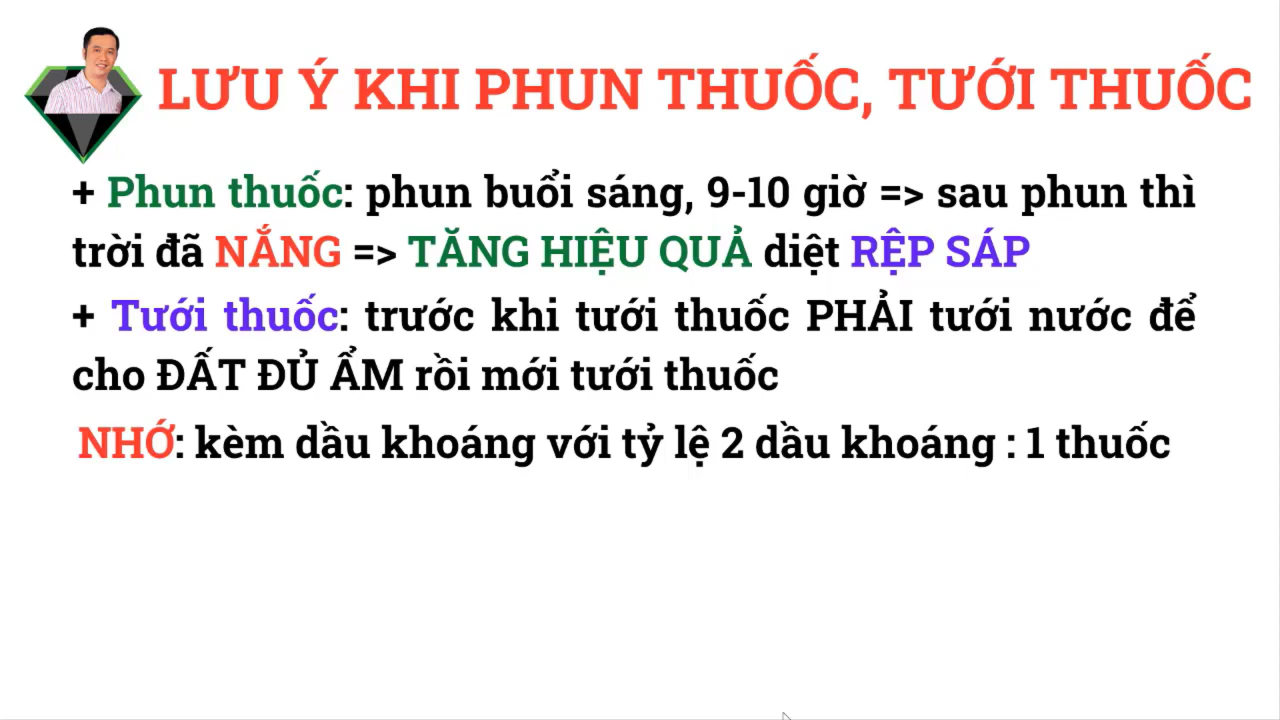 LƯU Ý KHI PHUN THUỐC, TƯỚI THUỐC
+ Phun thuốc: phun buổi sáng, 9-10 giờ => sau phun thì
trời đã NẮNG => TĂNG HIỆU QUẢ diệt RỆP SÁP
+ Tưới thuốc: trước khi tưới thuốc PHẢI tưới nước để
cho ĐẤT ĐỦ ẨM rồi mới tưới thuốc
NHỚ: kèm dầu khoáng với tỷ lệ 2 dầu khoáng : 1 thuốc